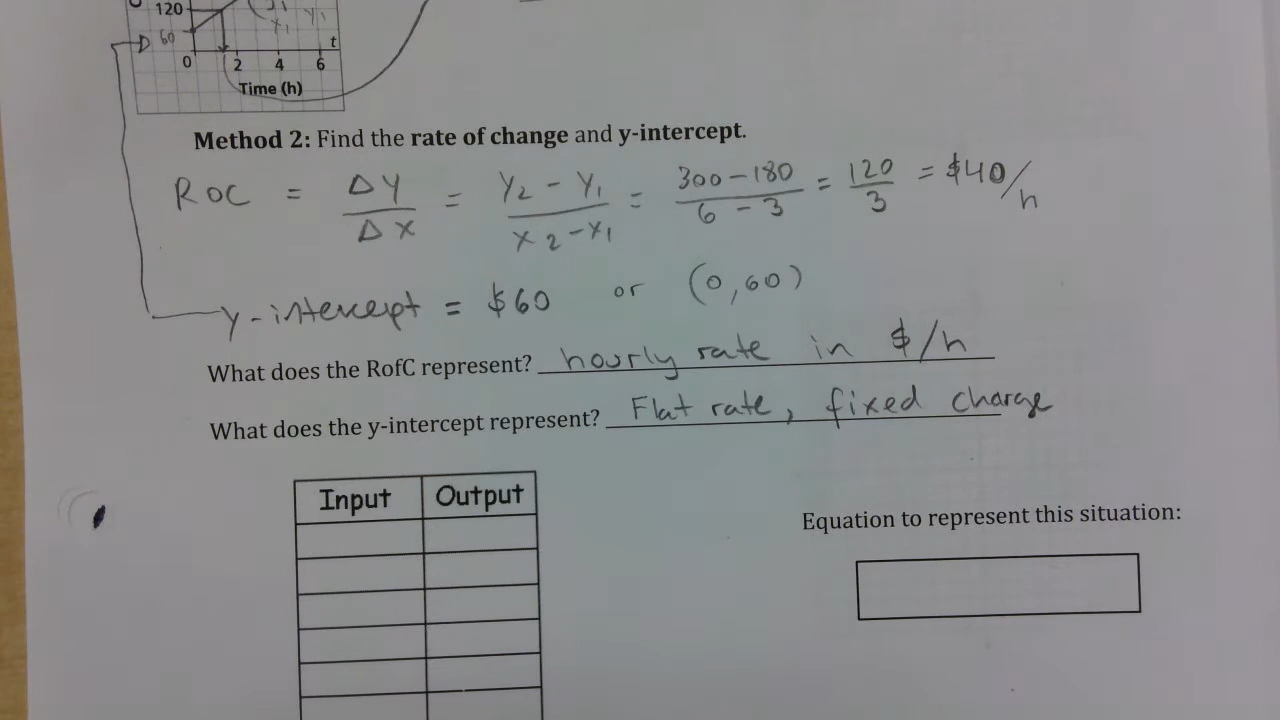 120
x₁ y₁
60
t
0 2 4 6
Time (h)
Method 2: Find the rate of change and y-intercept.
ROC = ΔY/ΔX = Y₂ - Y₁/X₂ - X₁ = 300 - 180/6 - 3 = 120/3 = $40/h
y-intercept = $60 or (0,60)
What does the RofC represent? hourly rate in $/h
What does the y-intercept represent? Flat rate, fixed charge
Input Output
Equation to represent this situation: